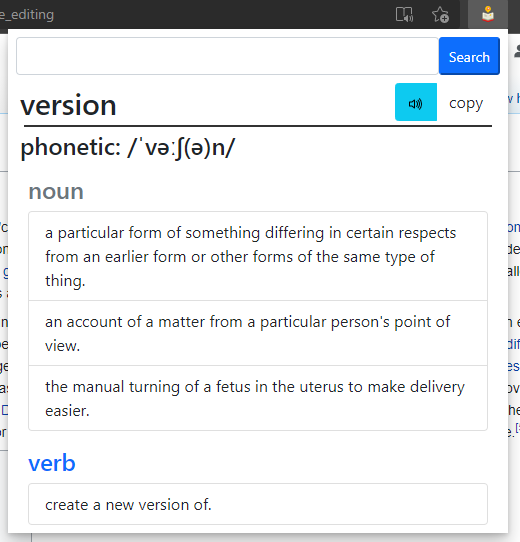 e_editing
Search
version
copy
phonetic: /ˈvəːʃ(ə)n/
noun
a particular form of something differing in certain respects
from an earlier form or other forms of the same type of
thing.
an account of a matter from a particular person's point of
view.
the manual turning of a fetus in the uterus to make delivery
easier.
verb
create a new version of.